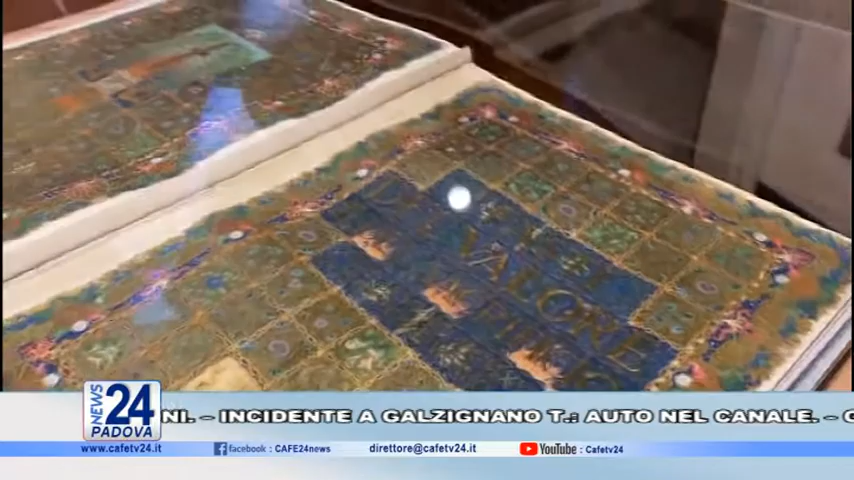 VALORE
NI. – INCIDENTE A GALZIGNANO T.: AUTO NEL CANALE. –
NEWS
24
PADOVA
www.cafetv24.it
facebook : CAFE24news
direttore@cafetv24.it
YouTube : Cafetv24